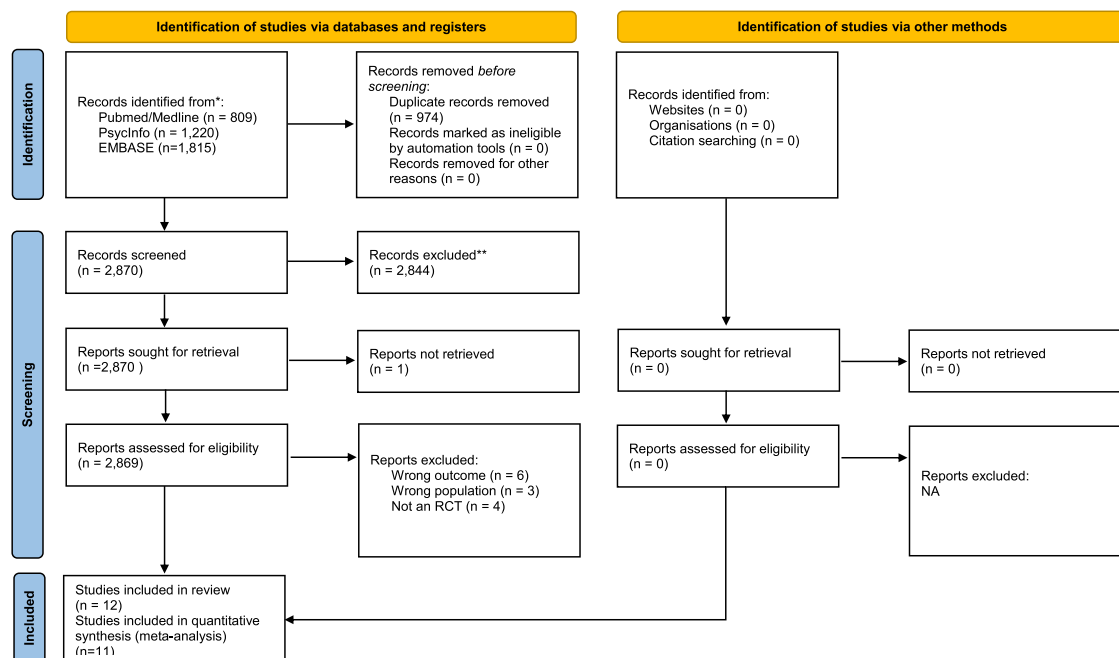 Identification of studies via databases and registers
Identification of studies via other methods
Identification
Records identified from*:
Pubmed/Medline (n = 809)
PsycInfo (n = 1,220)
EMBASE (n=1,815)
Records removed before
screening:
Duplicate records removed
(n = 974)
Records marked as ineligible
by automation tools (n = 0)
Records removed for other
reasons (n = 0)
Records identified from:
Websites (n = 0)
Organisations (n = 0)
Citation searching (n = 0)
Screening
Records screened
(n = 2,870)
Records excluded**
(n = 2,844)
Reports sought for retrieval
(n =2,870 )
Reports not retrieved
(n = 1)
Reports sought for retrieval
(n = 0)
Reports not retrieved
(n = 0)
Reports assessed for eligibility
(n = 2,869)
Reports excluded:
Wrong outcome (n = 6)
Wrong population (n = 3)
Not an RCT (n = 4)
Reports assessed for eligibility
(n = 0)
Reports excluded:
NA
Included
Studies included in review
(n = 12)
Studies included in quantitative
synthesis (meta-analysis)
(n=11)